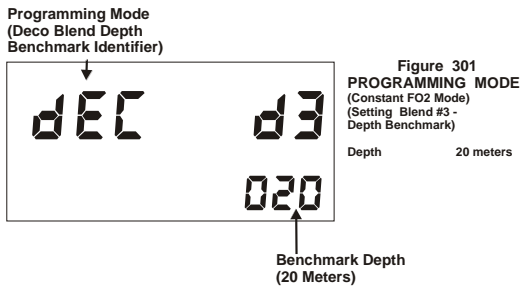 Programming Mode
(Deco Blend Depth
Benchmark Identifier)
dEC d3
020
Benchmark Depth
(20 Meters)
Figure 301
PROGRAMMING MODE
(Constant FO2 Mode)
(Setting Blend #3 -
Depth Benchmark)
Depth 20 meters